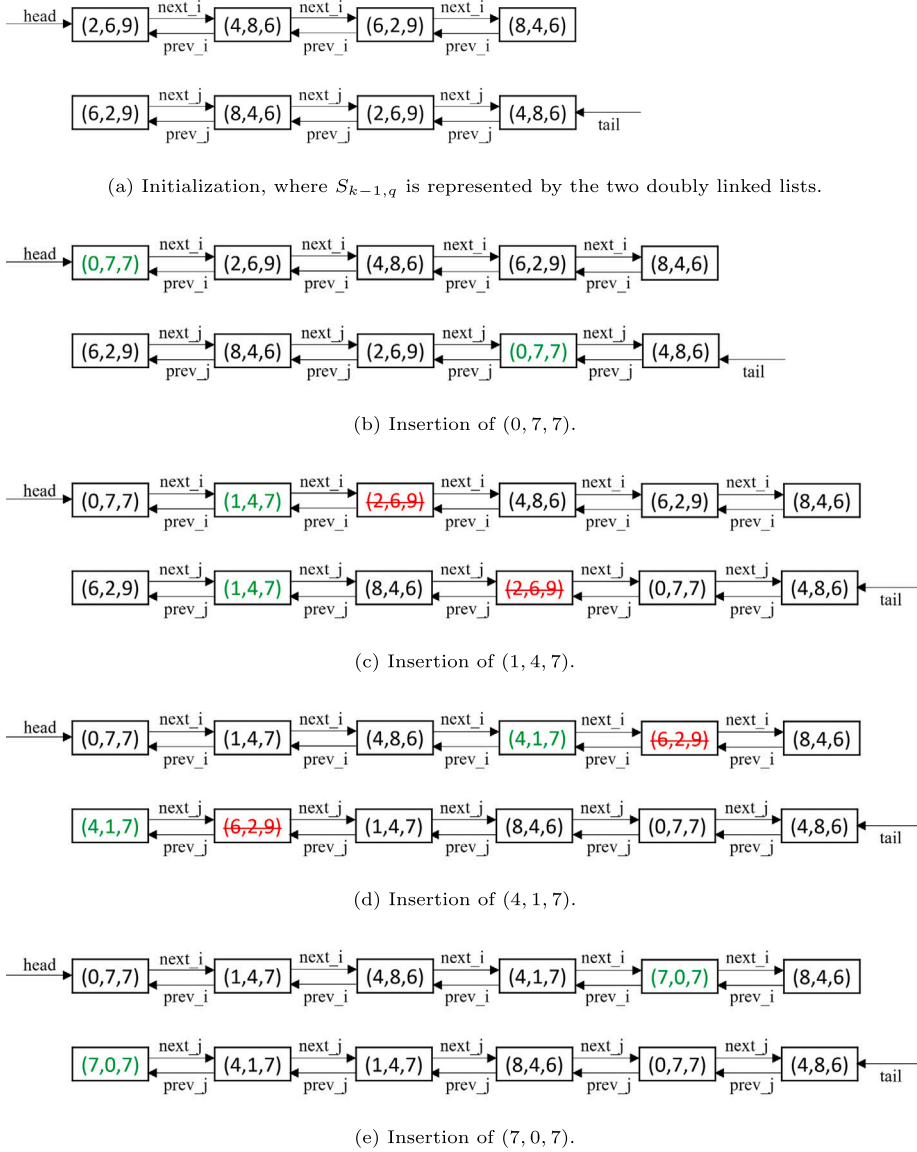 head next_i next_i next_i
(2,6,9) (4,8,6) (6,2,9) (8,4,6)
prev_i prev_i prev_i
next_j next_j next_j
(6,2,9) (8,4,6) (2,6,9) (4,8,6)
prev_j prev_j prev_j tail
(a) Initialization, where S_{k−1,q} is represented by the two doubly linked lists.
head next_i next_i next_i next_i
(0,7,7) (2,6,9) (4,8,6) (6,2,9) (8,4,6)
prev_i prev_i prev_i prev_i
next_j next_j next_j next_j
(6,2,9) (8,4,6) (2,6,9) (0,7,7) (4,8,6)
prev_j prev_j prev_j prev_j tail
(b) Insertion of (0, 7, 7).
head next_i next_i next_i next_i next_i
(0,7,7) (1,4,7) (2,6,9) (4,8,6) (6,2,9) (8,4,6)
prev_i prev_i prev_i prev_i prev_i
next_j next_j next_j next_j next_j
(6,2,9) (1,4,7) (8,4,6) (2,6,9) (0,7,7) (4,8,6)
prev_j prev_j prev_j prev_j prev_j tail
(c) Insertion of (1, 4, 7).
head next_i next_i next_i next_i next_i
(0,7,7) (1,4,7) (4,8,6) (4,1,7) (6,2,9) (8,4,6)
prev_i prev_i prev_i prev_i prev_i
next_j next_j next_j next_j next_j
(4,1,7) (6,2,9) (1,4,7) (8,4,6) (0,7,7) (4,8,6)
prev_j prev_j prev_j prev_j prev_j tail
(d) Insertion of (4, 1, 7).
head next_i next_i next_i next_i next_i
(0,7,7) (1,4,7) (4,8,6) (4,1,7) (7,0,7) (8,4,6)
prev_i prev_i prev_i prev_i prev_i
next_j next_j next_j next_j next_j
(7,0,7) (4,1,7) (1,4,7) (8,4,6) (0,7,7) (4,8,6)
prev_j prev_j prev_j prev_j prev_j tail
(e) Insertion of (7, 0, 7).